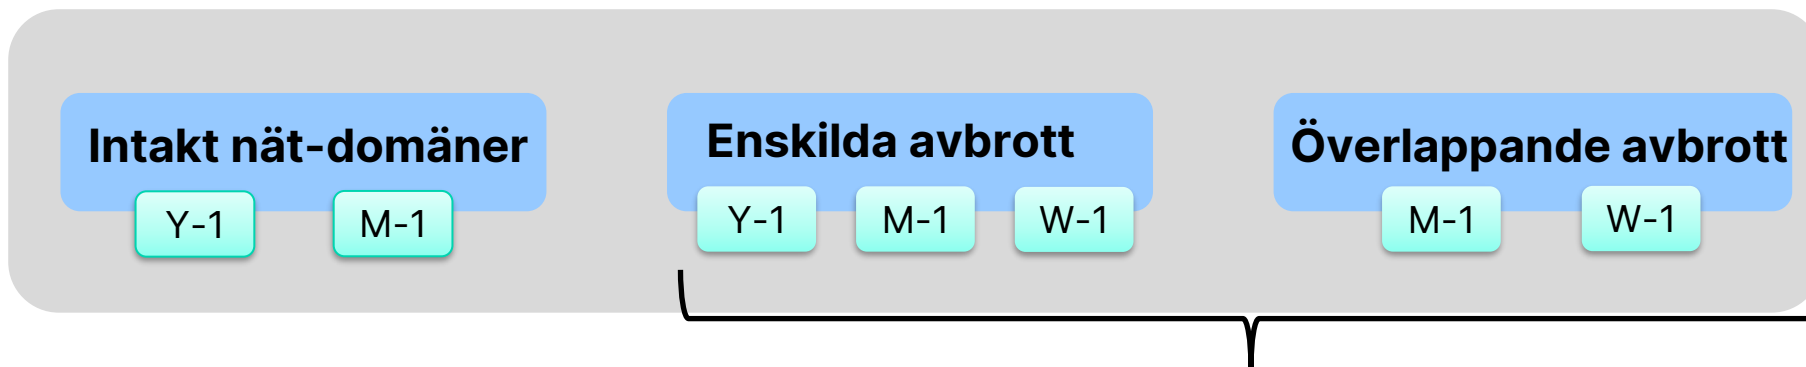 Intakt nät-domäner
Y-1 M-1
Enskilda avbrott
Y-1 M-1 W-1
Överlappande avbrott
M-1 W-1